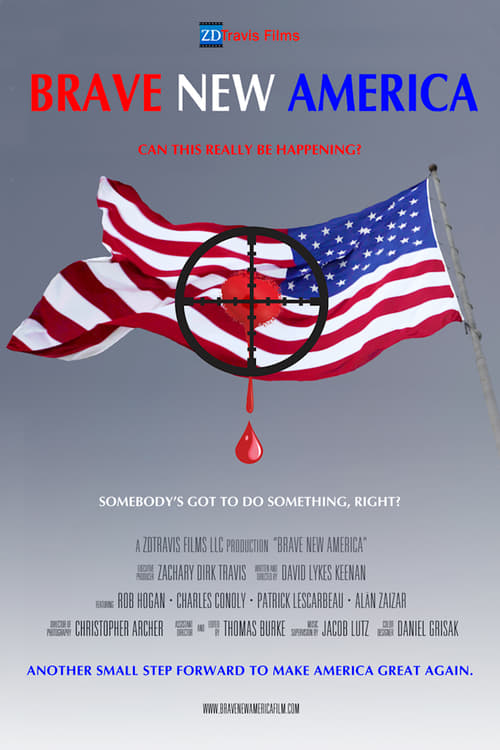 ZDTravis Films
BRAVE NEW AMERICA
CAN THIS REALLY BE HAPPENING?
SOMEBODY'S GOT TO DO SOMETHING, RIGHT?
A ZDTRAVIS FILMS LLC PRODUCTION "BRAVE NEW AMERICA"
EXECUTIVE PRODUCER ZACHARY DIRK TRAVIS WRITTEN AND DIRECTED BY DAVID LYKES KEENAN
FEATURING ROB HOGAN · CHARLES CONOLY · PATRICK LESCARBEAU · ALÁN ZAIZAR
DIRECTOR OF PHOTOGRAPHY CHRISTOPHER ARCHER ASSISTANT DIRECTOR AND EDITED BY THOMAS BURKE MUSIC SUPERVISION BY JACOB LUTZ COLOR DESIGNER DANIEL GRISAK
ANOTHER SMALL STEP FORWARD TO MAKE AMERICA GREAT AGAIN.
WWW.BRAVENEWAMERICAFILM.COM